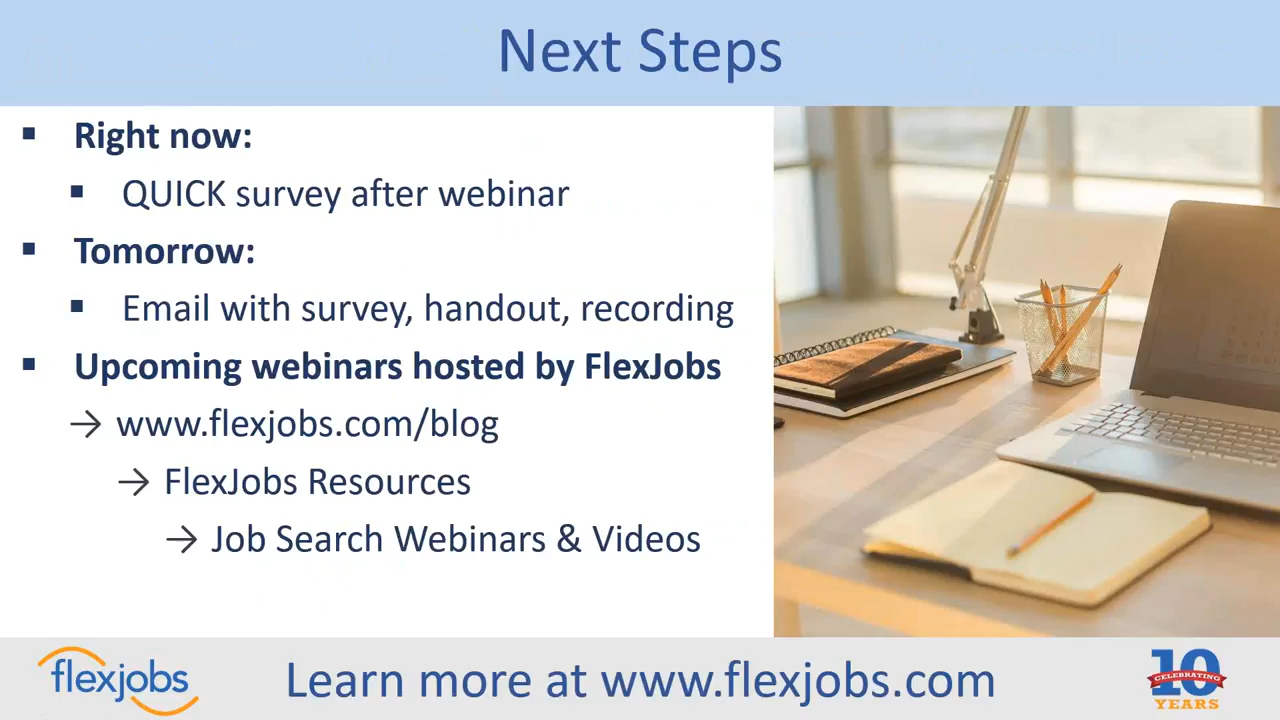 Next Steps
Right now:
QUICK survey after webinar
Tomorrow:
Email with survey, handout, recording
Upcoming webinars hosted by FlexJobs
→ www.flexjobs.com/blog
→ FlexJobs Resources
→ Job Search Webinars & Videos
flexjobs
Learn more at www.flexjobs.com
10
CELEBRATING
YEARS